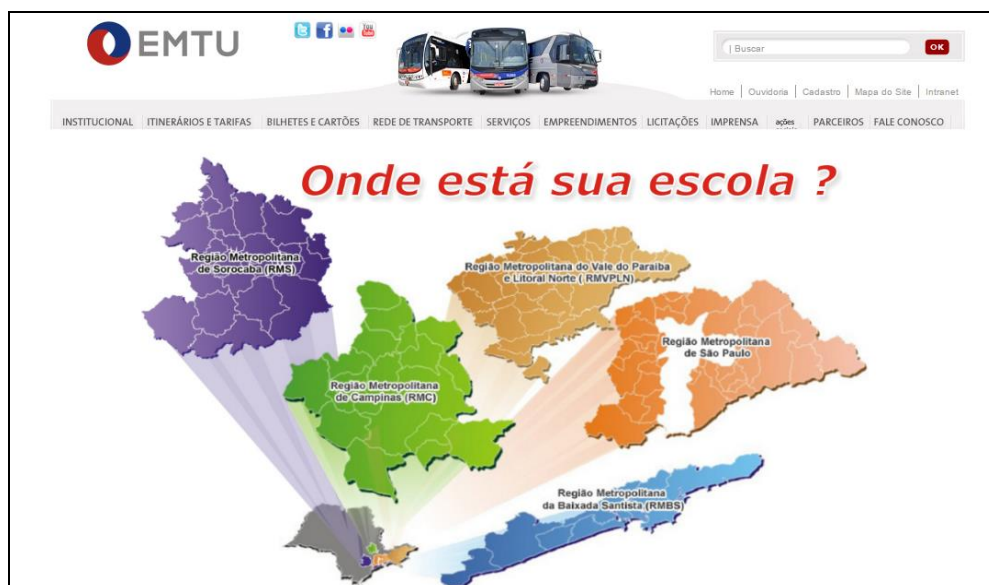 EMTU
You
| Buscar
OK
Home | Ouvidoria | Cadastro | Mapa do Site | Intranet
INSTITUCIONAL ITINERÁRIOS E TARIFAS BILHETES E CARTÕES REDE DE TRANSPORTE SERVIÇOS EMPREENDIMENTOS LICITAÇÕES IMPRENSA ações PARCEIROS FALE CONOSCO
Onde está sua escola ?
Região Metropolitana
de Sorocaba (RMS)
Região Metropolitana do Vale do Paraiba
e Litoral Norte ( RMVPLN)
Região Metropolitana
de São Paulo
Região Metropolitana
de Campinas (RMC)
Região Metropolitana
da Baixada Santista (RMBS)